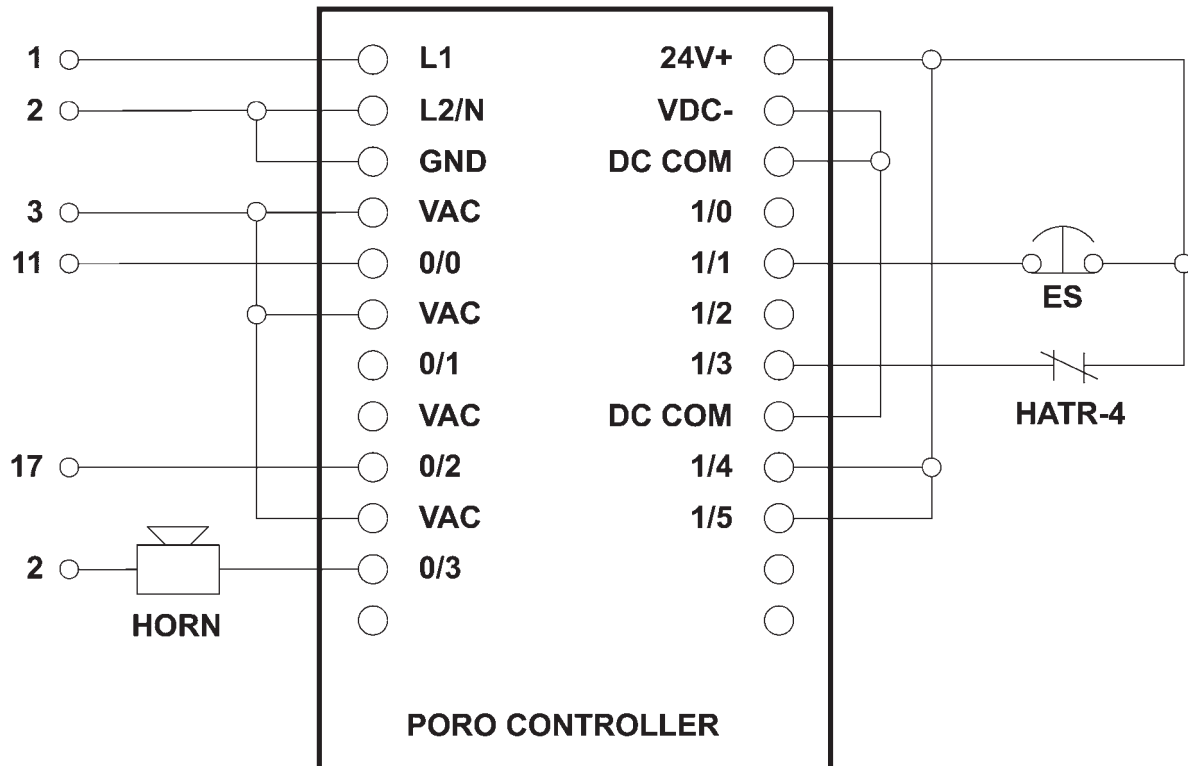 1 L1 24V+
2 L2/N VDC-
GND DC COM
3 VAC 1/0
11 0/0 1/1
ES
VAC 1/2
0/1 1/3
HATR-4
VAC DC COM
17 0/2 1/4
VAC 1/5
2 0/3
HORN
PORO CONTROLLER